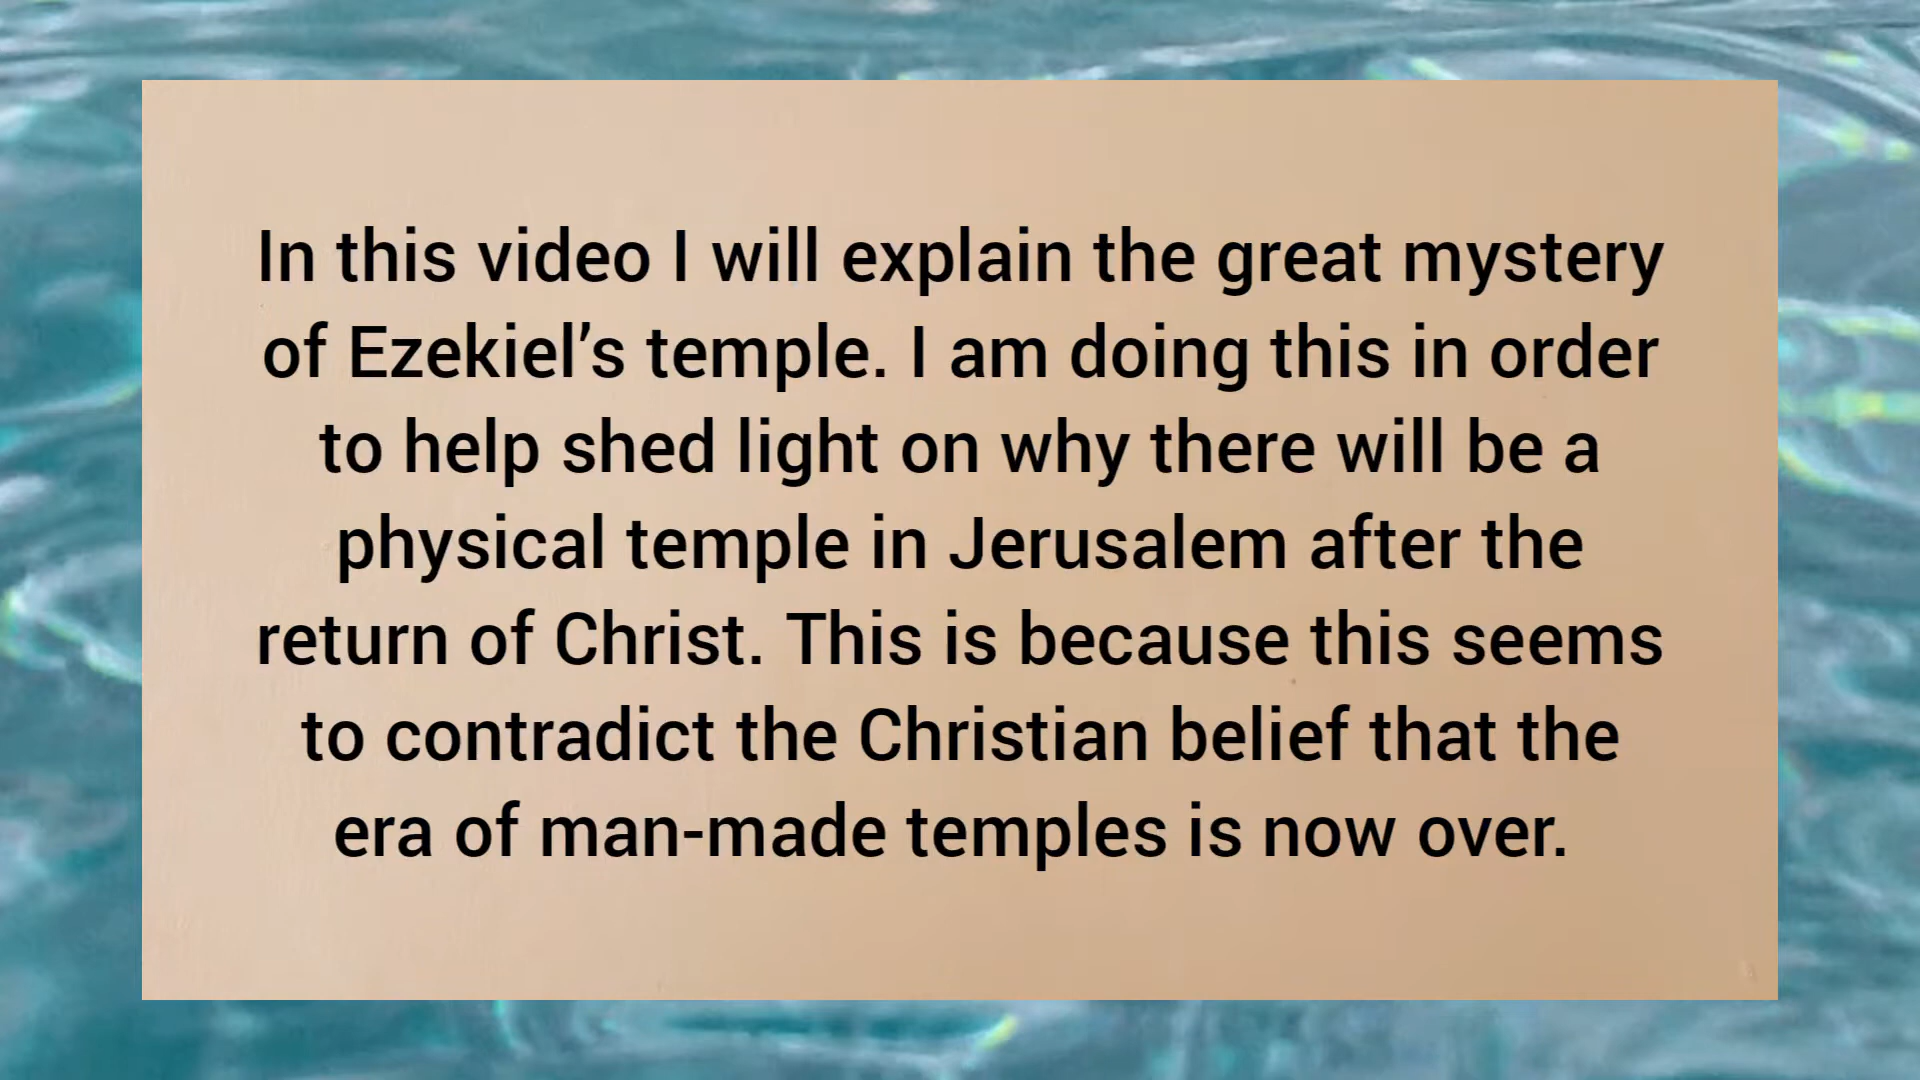 In this video I will explain the great mystery
of Ezekiel’s temple. I am doing this in order
to help shed light on why there will be a
physical temple in Jerusalem after the
return of Christ. This is because this seems
to contradict the Christian belief that the
era of man-made temples is now over.